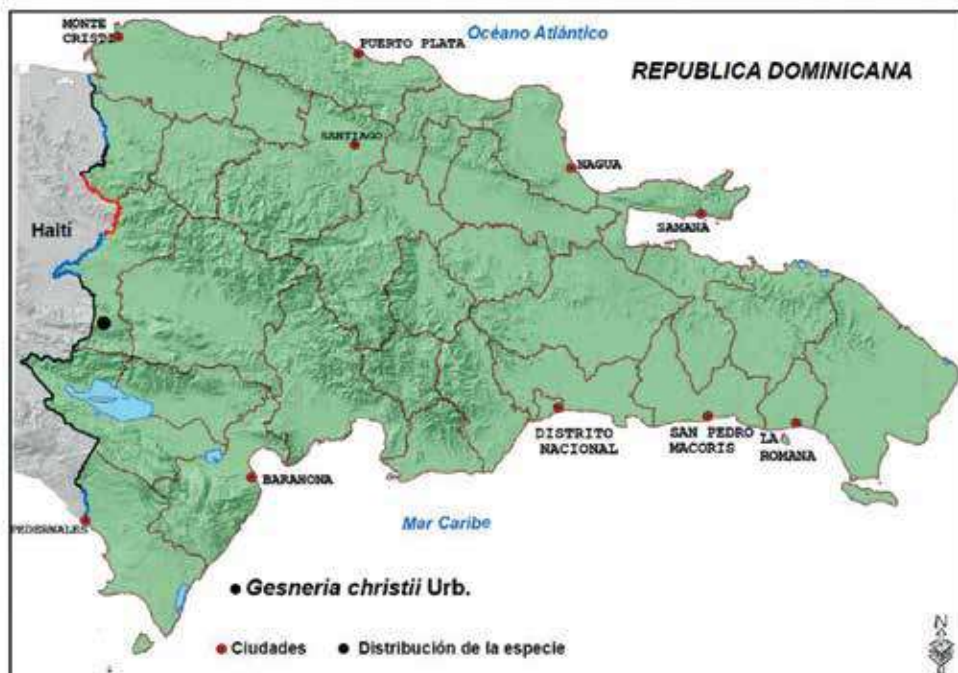 MONTE
CRISTI
PUERTO PLATA
Océano Atlántico
REPUBLICA DOMINICANA
SANTIAGO
NAGUA
SAMANA
Haití
DISTRITO
NACIONAL
SAN PEDRO
MACORIS
LA
ROMANA
BARAHONA
Mar Caribe
PEDERNALES
Gesneria christii Urb.
Ciudades
Distribución de la especie
N